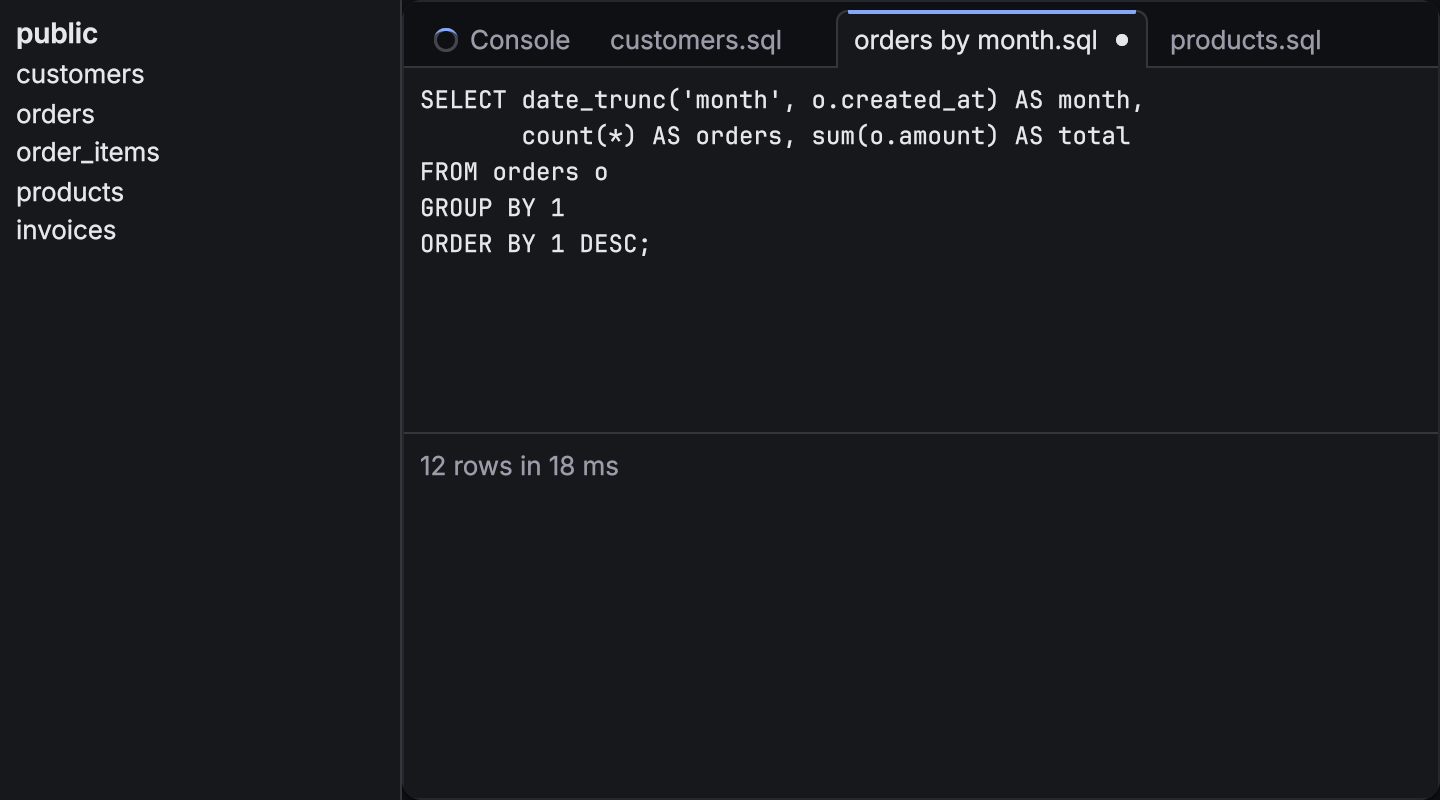 public
customers
orders
order_items
products
invoices
Console customers.sql orders by month.sql products.sql
SELECT date_trunc('month', o.created_at) AS month,
       count(*) AS orders, sum(o.amount) AS total
FROM orders o
GROUP BY 1
ORDER BY 1 DESC;
12 rows in 18 ms